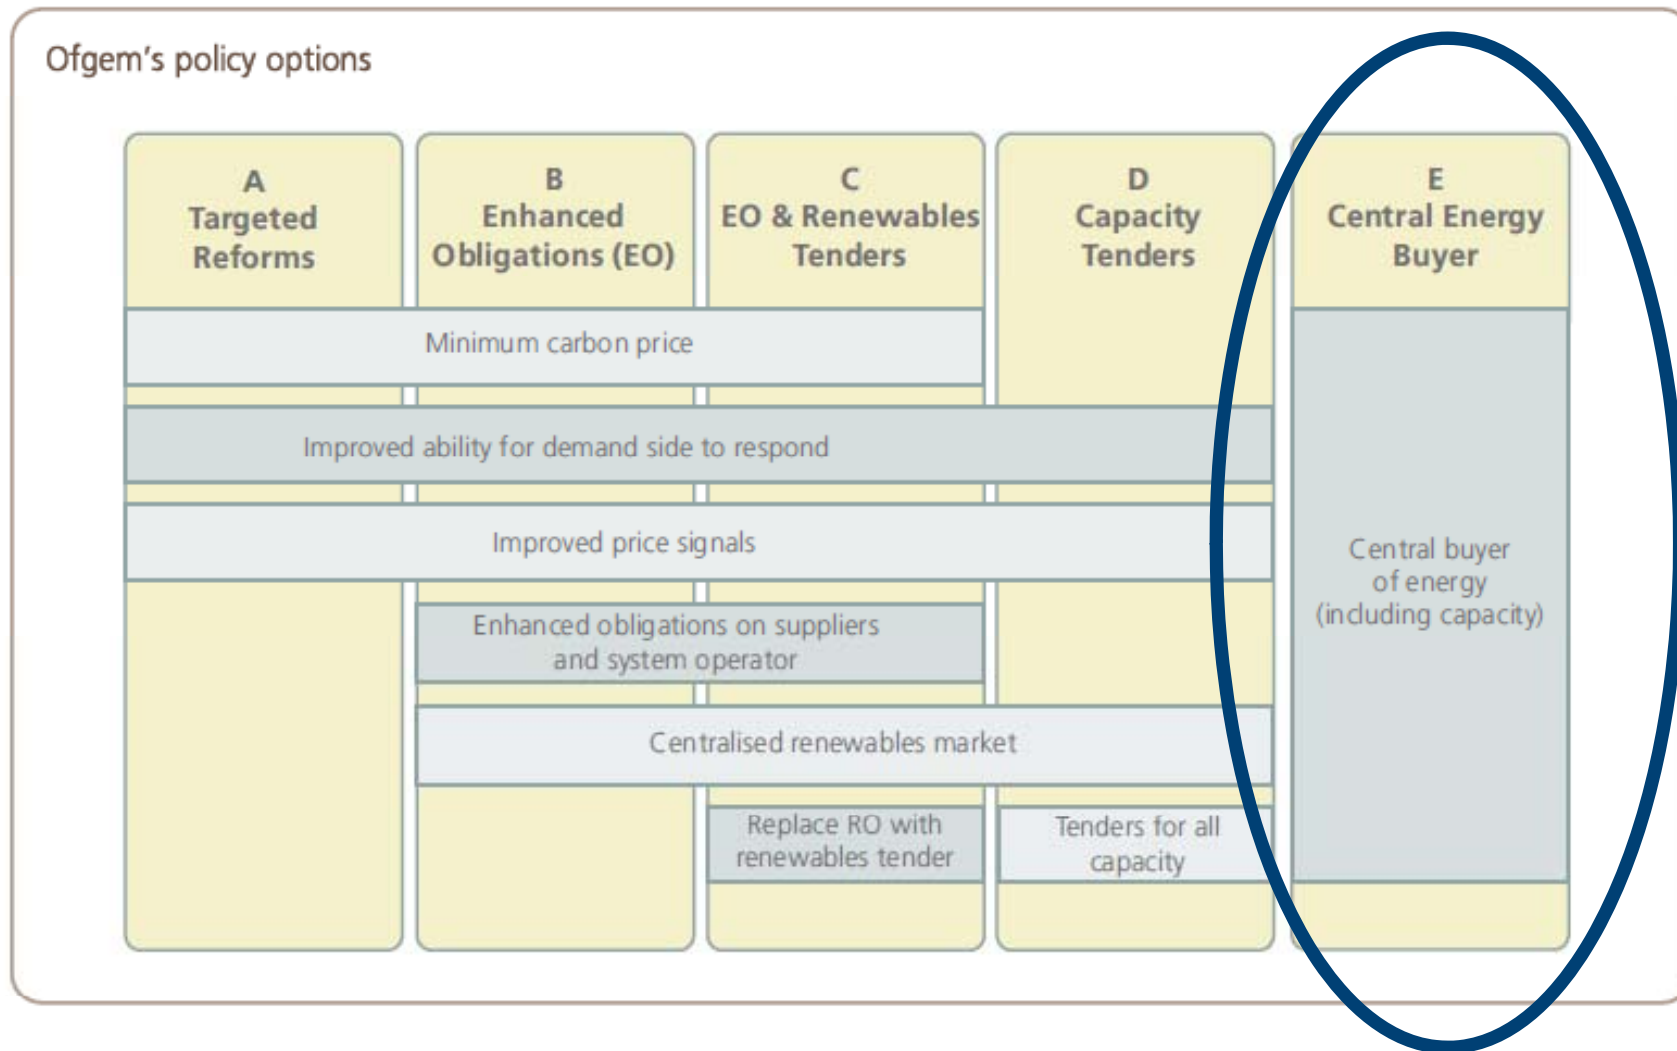 Ofgem's policy options
A
Targeted
Reforms
B
Enhanced
Obligations (EO)
C
EO & Renewables
Tenders
D
Capacity
Tenders
E
Central Energy
Buyer
Minimum carbon price
Improved ability for demand side to respond
Improved price signals
Enhanced obligations on suppliers
and system operator
Centralised renewables market
Replace RO with
renewables tender
Tenders for all
capacity
Central buyer
of energy
(including capacity)